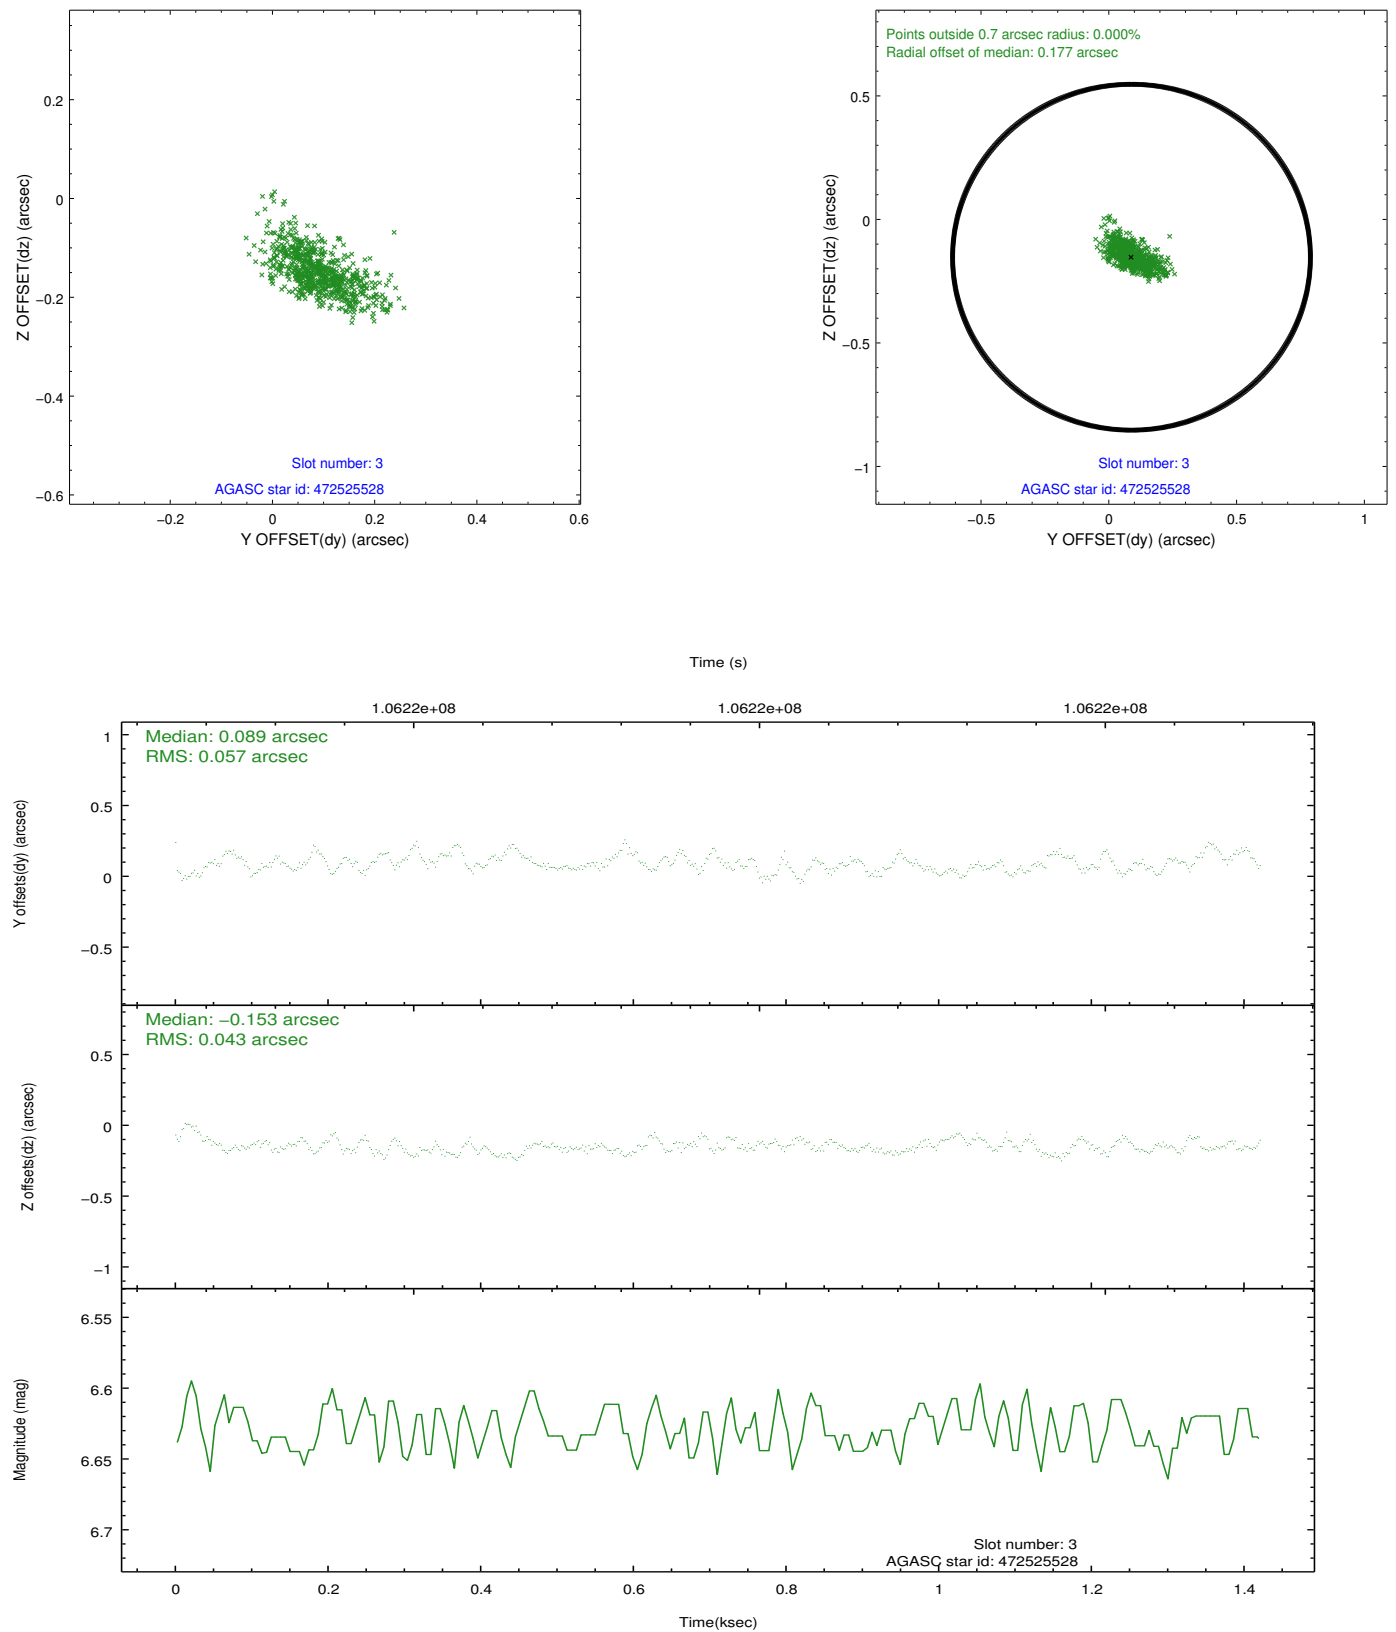 0.2
0
−0.2
−0.4
−0.6
Z OFFSET(dz) (arcsec)
Slot number: 3
AGASC star id: 472525528
−0.2 0 0.2 0.4 0.6
Y OFFSET(dy) (arcsec)
Points outside 0.7 arcsec radius: 0.000%
Radial offset of median: 0.177 arcsec
0.5
0
−0.5
−1
Z OFFSET(dz) (arcsec)
Slot number: 3
AGASC star id: 472525528
−0.5 0 0.5 1
Y OFFSET(dy) (arcsec)
Time (s)
1.0622e+08 1.0622e+08 1.0622e+08
Median: 0.089 arcsec
RMS: 0.057 arcsec
1
0.5
0
−0.5
Y offsets(dy) (arcsec)
Median: −0.153 arcsec
RMS: 0.043 arcsec
0.5
0
−0.5
−1
Z offsets(dz) (arcsec)
6.55
6.6
6.65
6.7
Magnitude (mag)
Slot number: 3
AGASC star id: 472525528
0 0.2 0.4 0.6 0.8 1 1.2 1.4
Time(ksec)